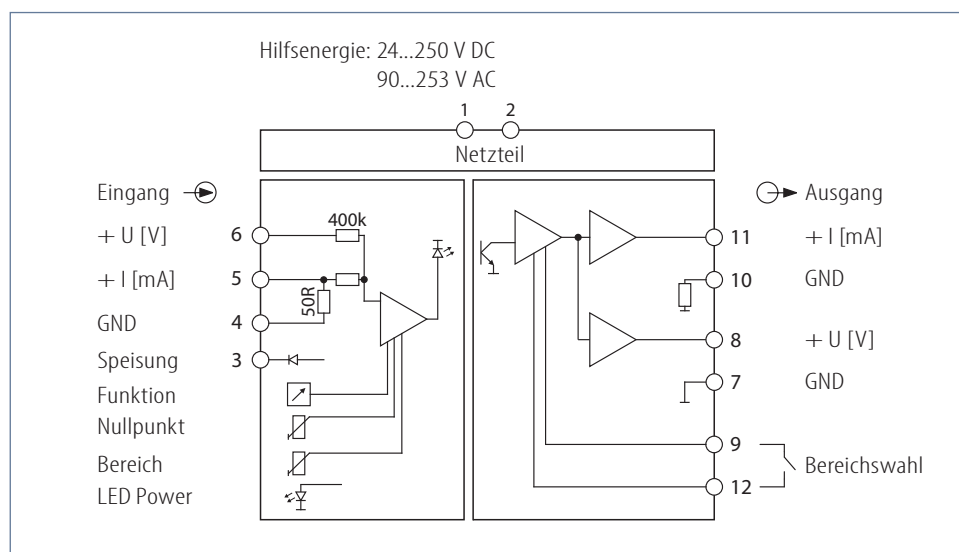 Hilfsenergie: 24...250 V DC
90...253 V AC
1 2
Netzteil
Eingang
Ausgang
+ U [V] 6
400k
11 + I [mA]
+ I [mA] 5
50R
10 GND
GND 4
8 + U [V]
Speisung 3
7 GND
Funktion
Nullpunkt
9
Bereich
Bereichswahl
12
LED Power